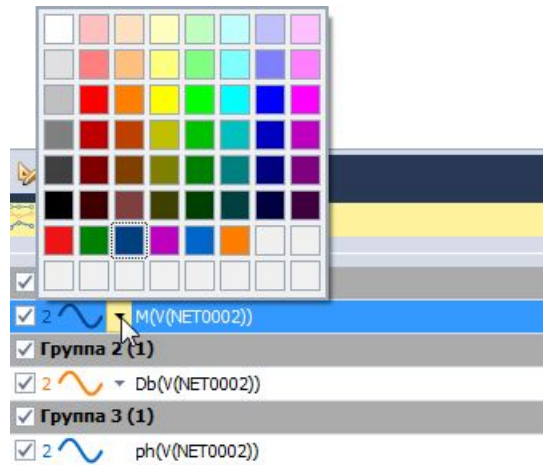 2 M(V(NET0002))
Группа 2 (1)
2 Db(V(NET0002))
Группа 3 (1)
2 ph(V(NET0002))